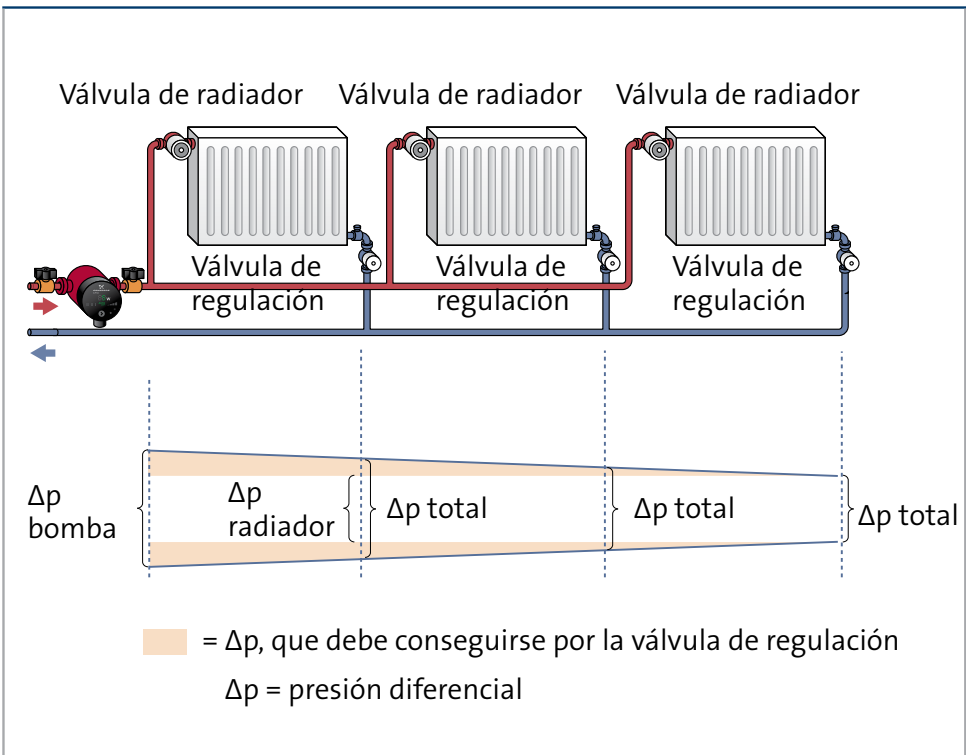 Válvula de radiador Válvula de radiador Válvula de radiador
Válvula de
regulación
Válvula de
regulación
Válvula de
regulación
Δp
bomba
Δp
radiador
Δp total
Δp total
Δp total
= Δp, que debe conseguirse por la válvula de regulación
Δp = presión diferencial